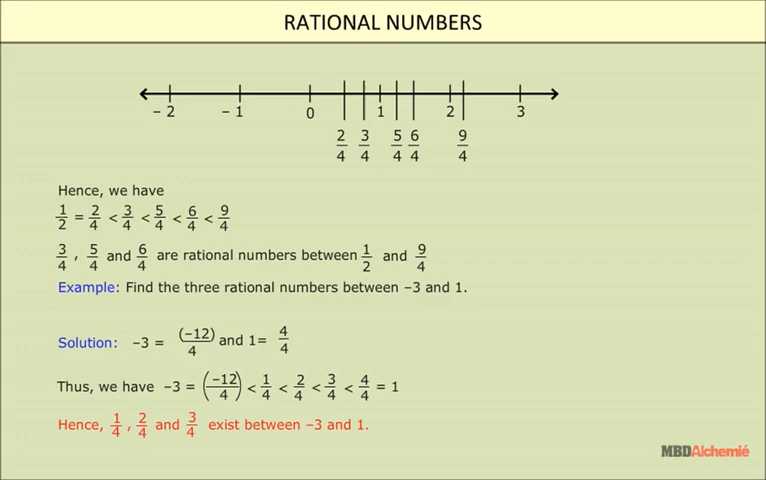 RATIONAL NUMBERS
– 2 – 1 0 1 2 3
2/4 3/4 5/4 6/4 9/4
Hence, we have
1/2 = 2/4 < 3/4 < 5/4 < 6/4 < 9/4
3/4 , 5/4 and 6/4 are rational numbers between 1/2 and 9/4
Example: Find the three rational numbers between –3 and 1.
Solution: –3 = (–12)/4 and 1= 4/4
Thus, we have –3 = (–12/4) < 1/4 < 2/4 < 3/4 < 4/4 = 1
Hence, 1/4 , 2/4 and 3/4 exist between –3 and 1.
MBDAlchemié